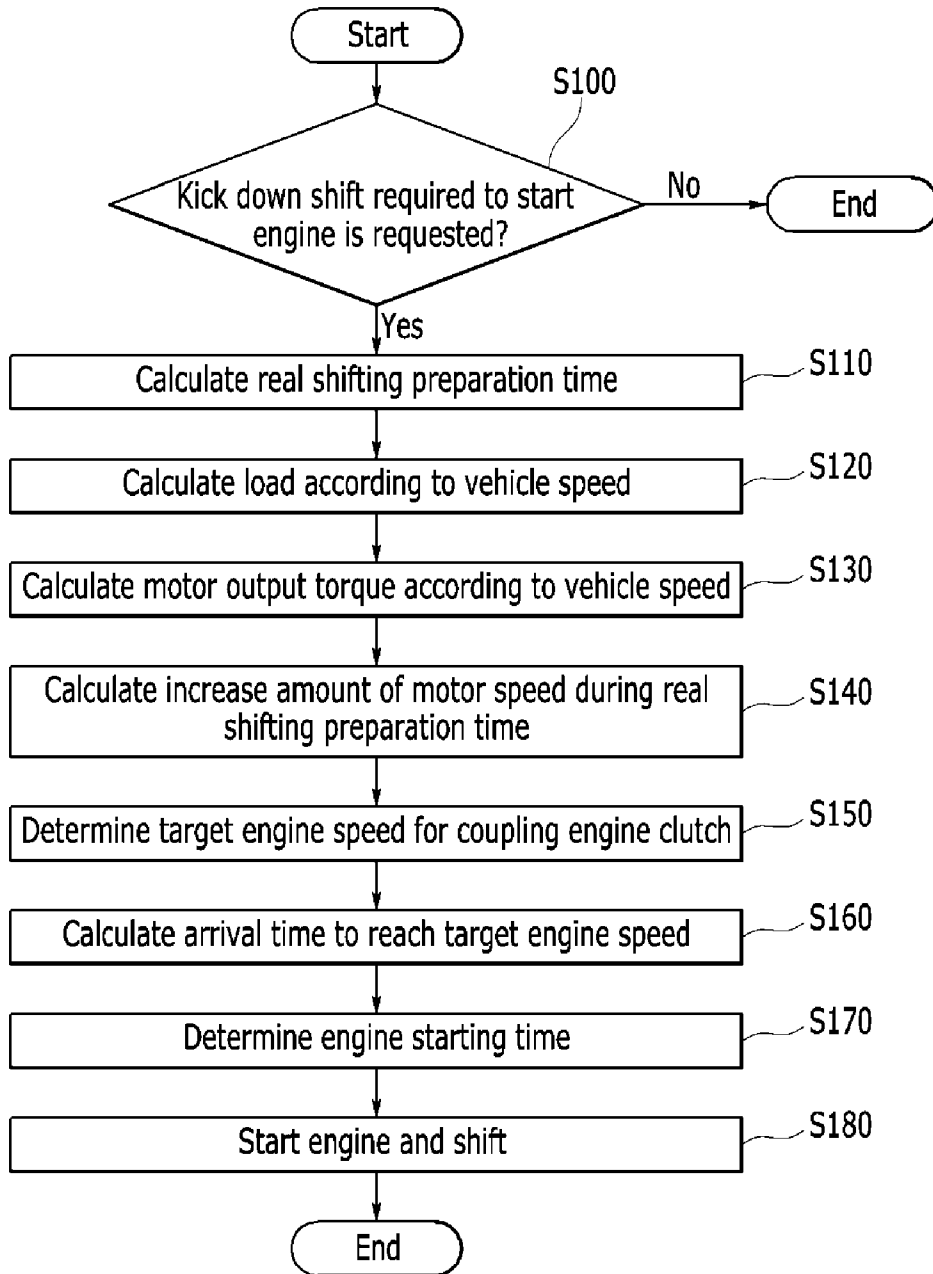 Start
S100
Kick down shift required to start
engine is requested?
No
End
Yes
Calculate real shifting preparation time
S110
Calculate load according to vehicle speed
S120
Calculate motor output torque according to vehicle speed
S130
Calculate increase amount of motor speed during real
shifting preparation time
S140
Determine target engine speed for coupling engine clutch
S150
Calculate arrival time to reach target engine speed
S160
Determine engine starting time
S170
Start engine and shift
S180
End